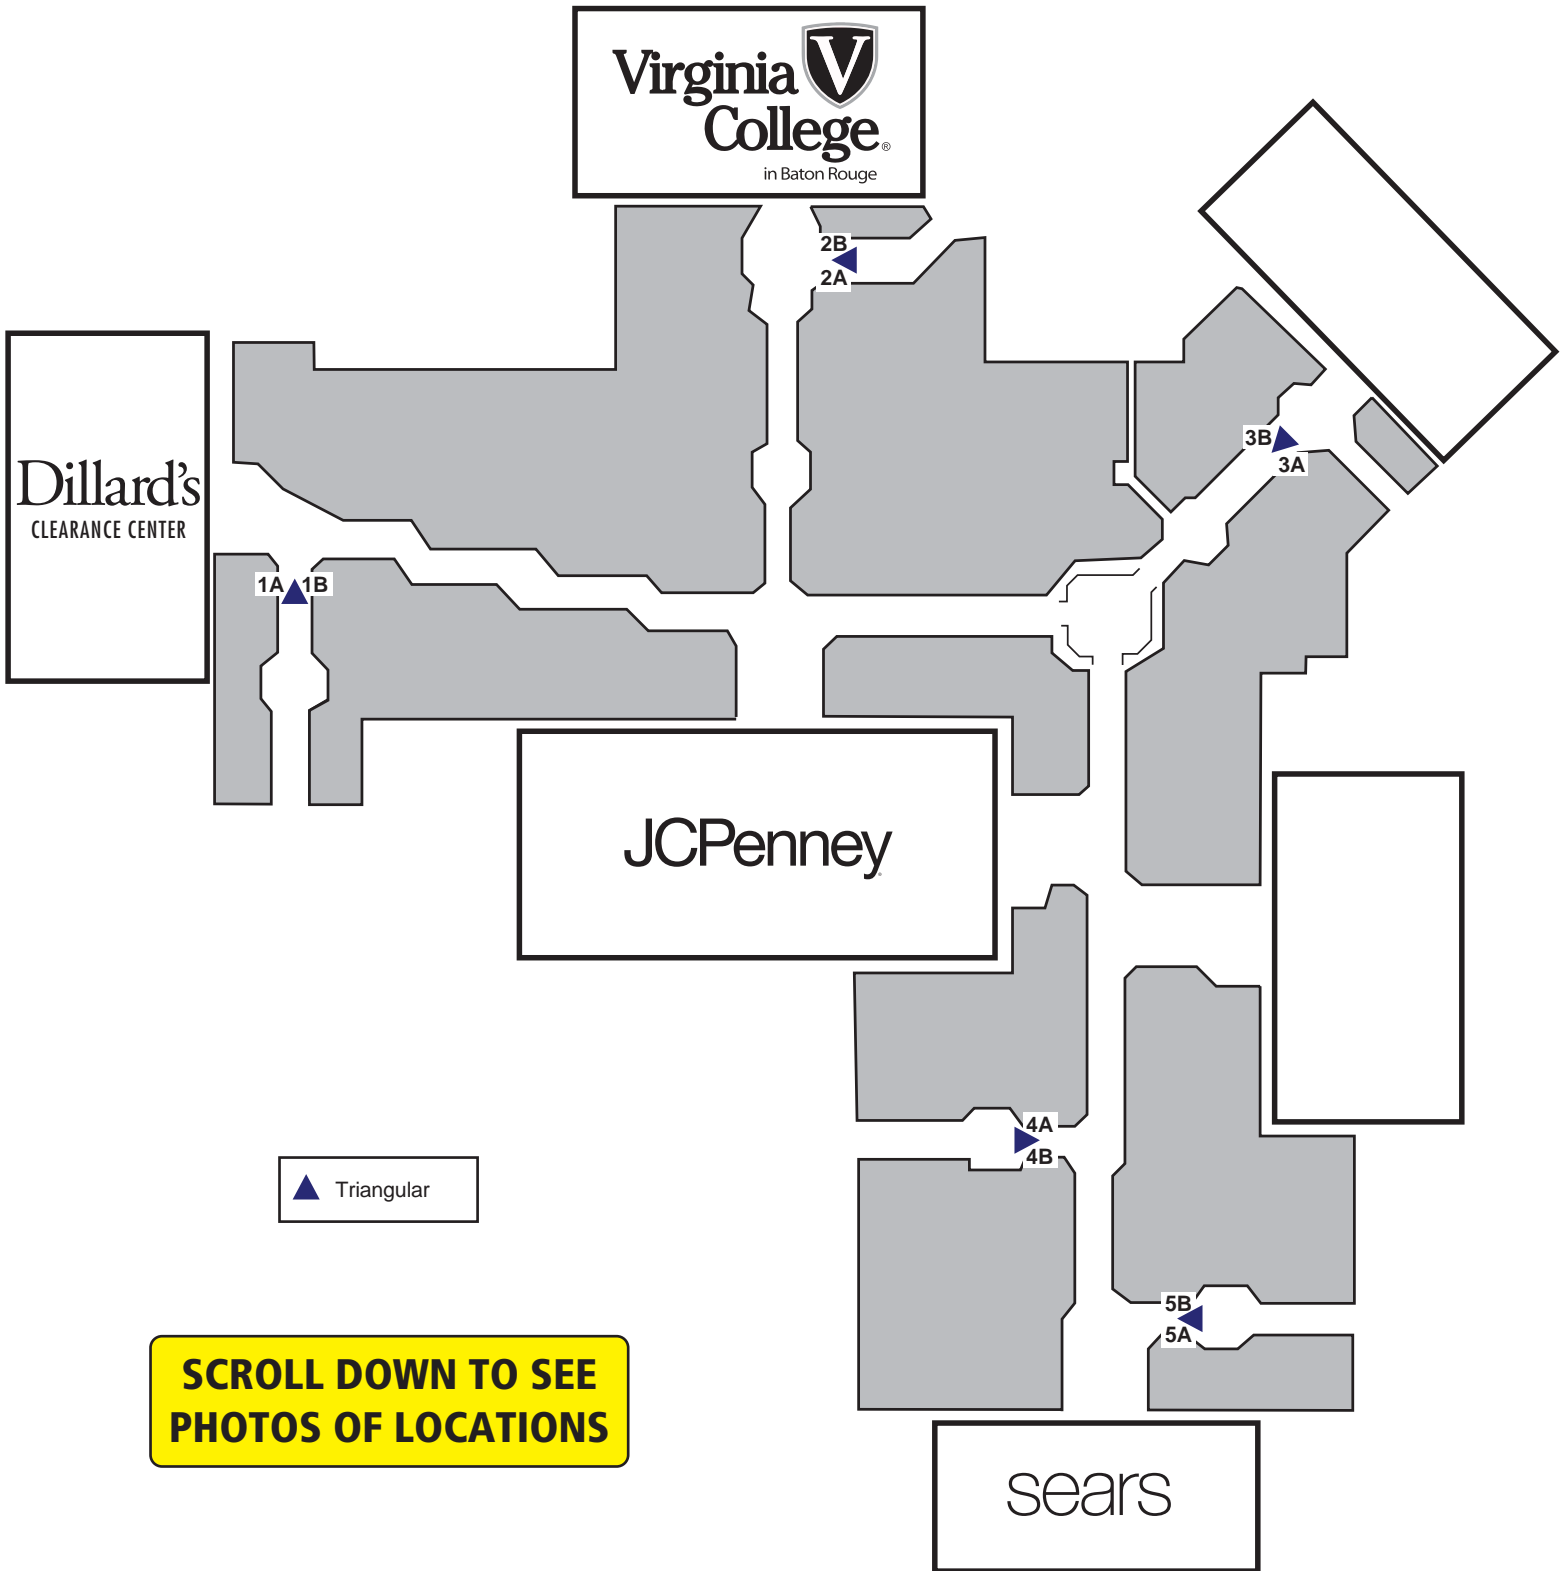 Virginia
V
College®
in Baton Rouge
2B
2A
3B
3A
Dillard's
CLEARANCE CENTER
1A
1B
JCPenney
4A
4B
Triangular
5B
5A
SCROLL DOWN TO SEE
PHOTOS OF LOCATIONS
sears